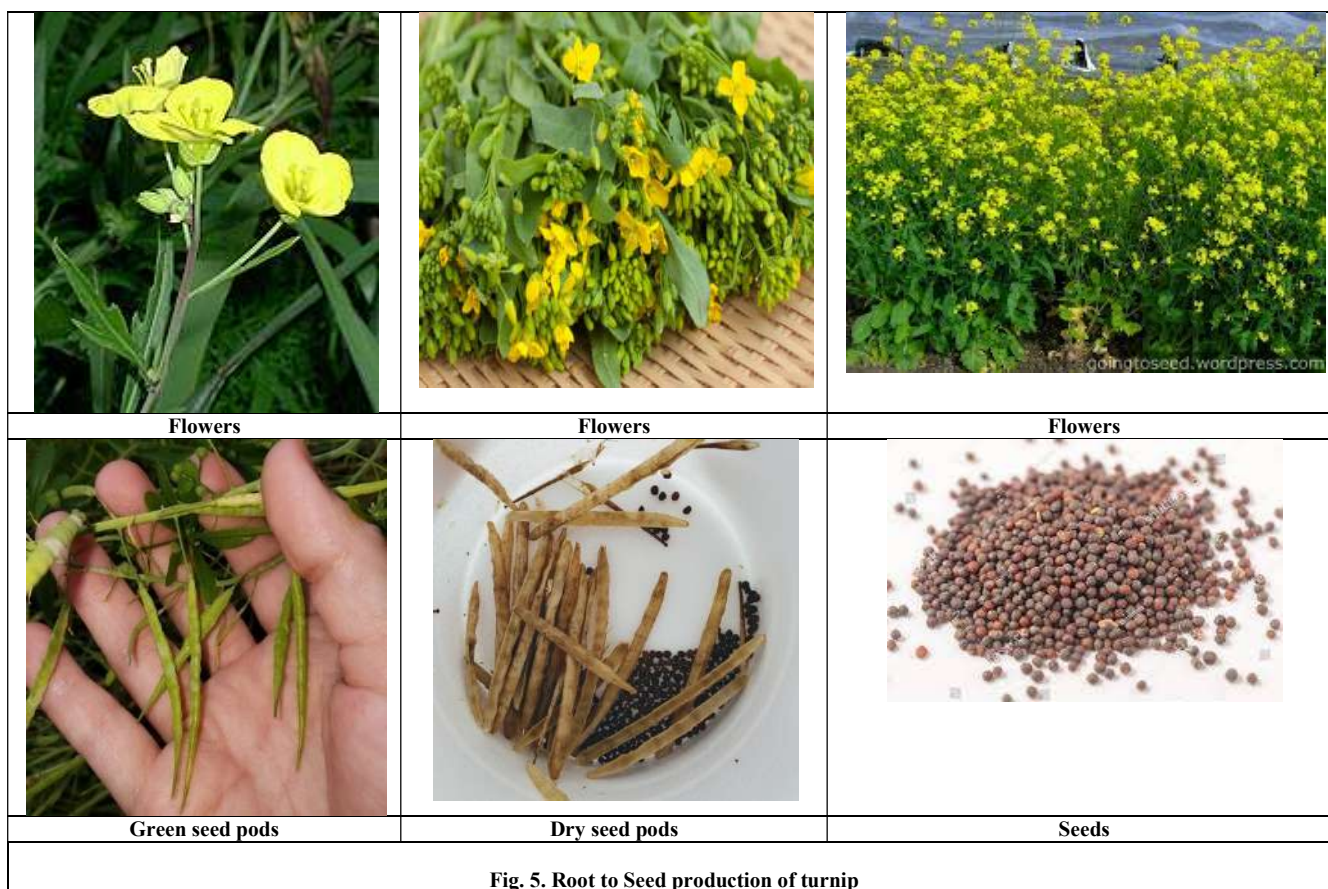 goingtoseed.wordpress.com
Flowers
Flowers
Flowers
Green seed pods
Dry seed pods
Seeds
Fig. 5. Root to Seed production of turnip